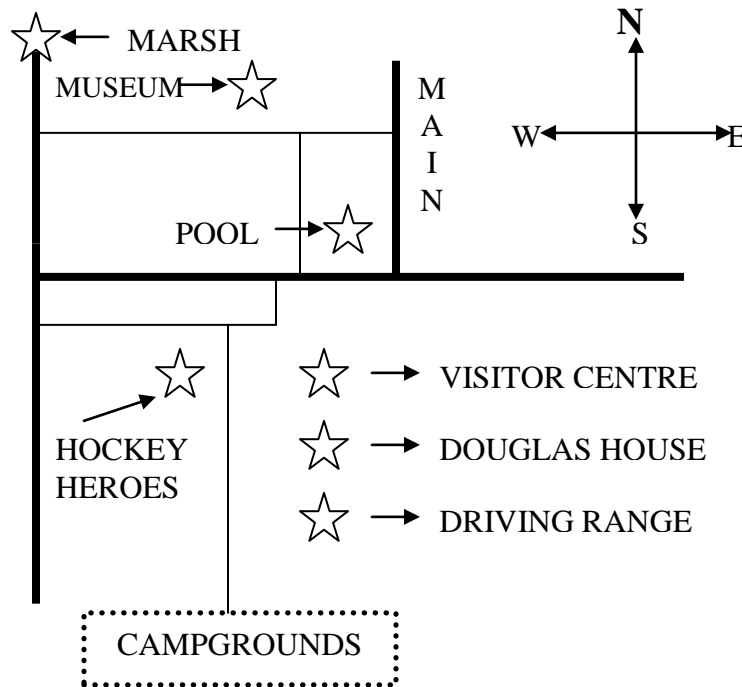 N
MARSH
MUSEUM
M
A
I
N
W
E
POOL
S
VISITOR CENTRE
HOCKEY
HEROES
DOUGLAS HOUSE
DRIVING RANGE
CAMPGROUNDS